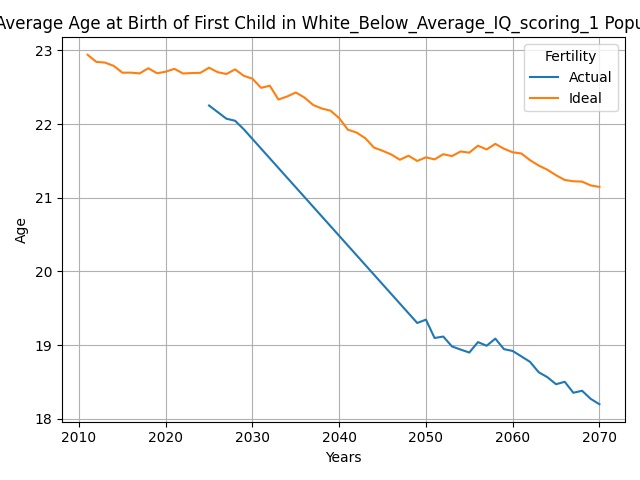 Average Age at Birth of First Child in White_Below_Average_IQ_scoring_1 Popu
Fertility
Actual
Ideal
23
22
21
20
19
18
Age
2010 2020 2030 2040 2050 2060 2070
Years